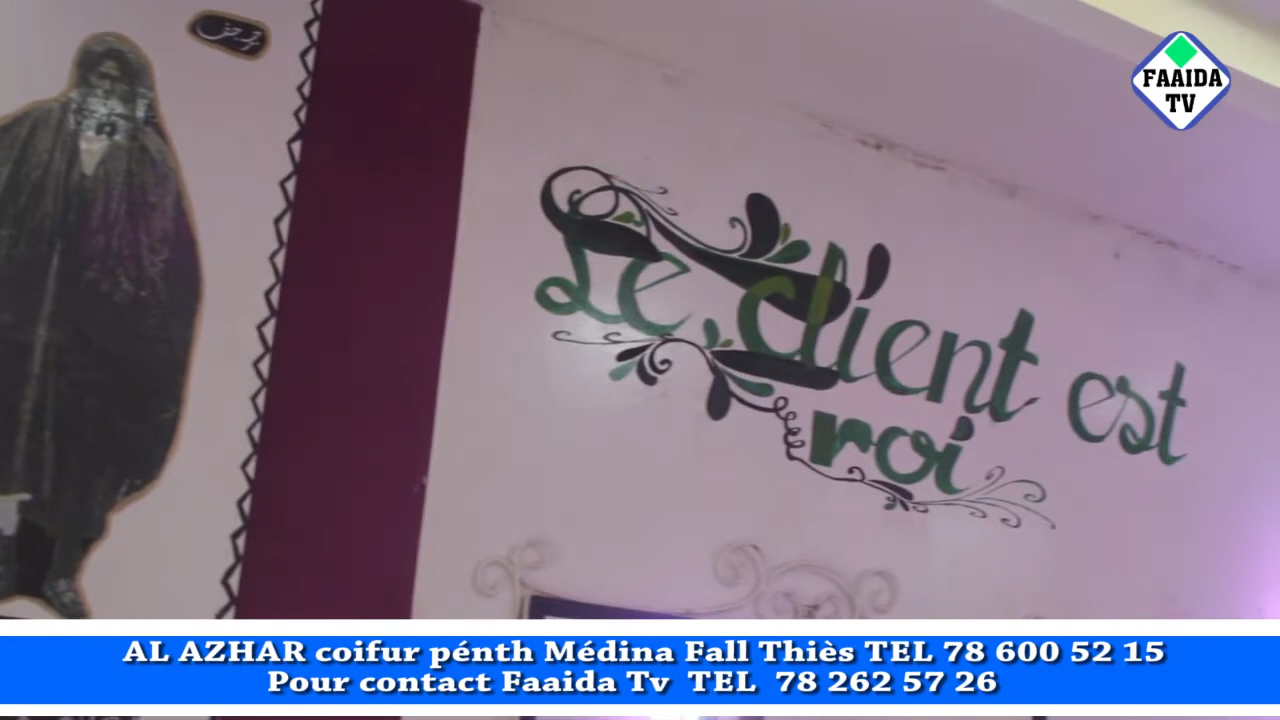 FAAIDA
TV
Le client est
roi
AL AZHAR coifur pénth Médina Fall Thiès TEL 78 600 52 15
Pour contact Faaida Tv TEL 78 262 57 26